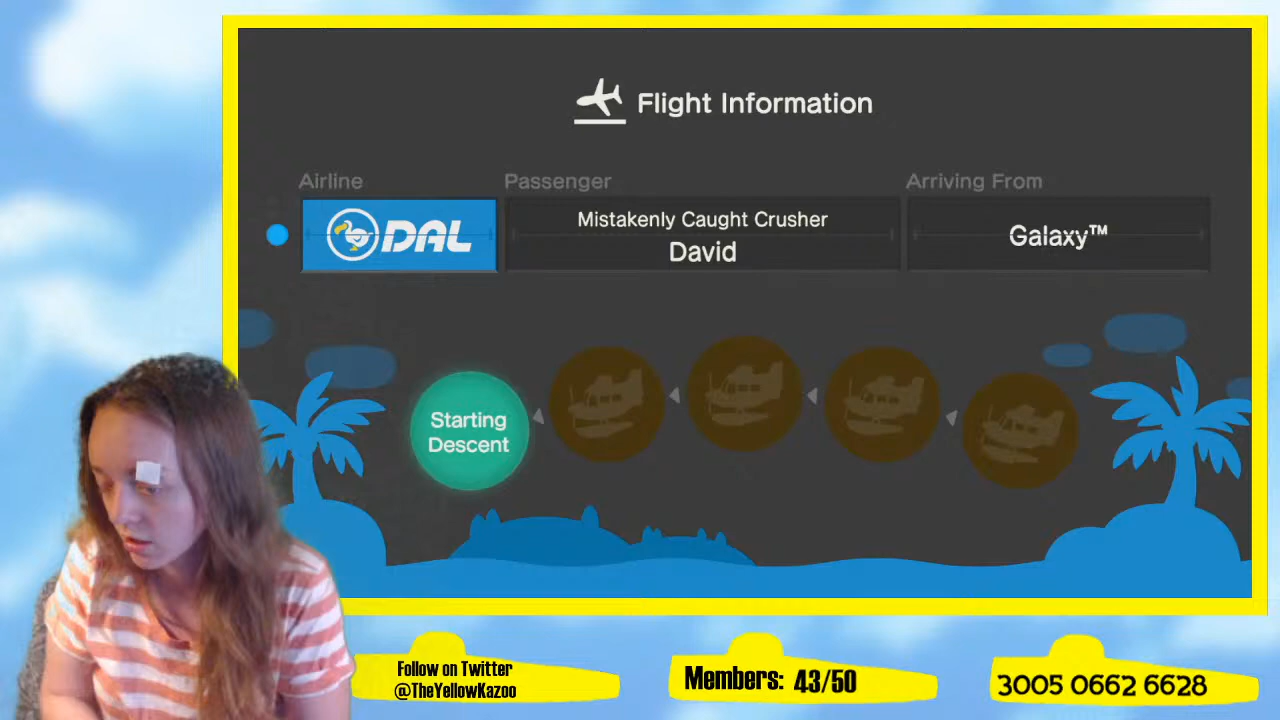 Flight Information
Airline
Passenger
Arriving From
DAL
Mistakenly Caught Crusher
David
Galaxy™
Starting
Descent
Follow on Twitter
@TheYellowKazoo
Members: 43/50
3005 0662 6628